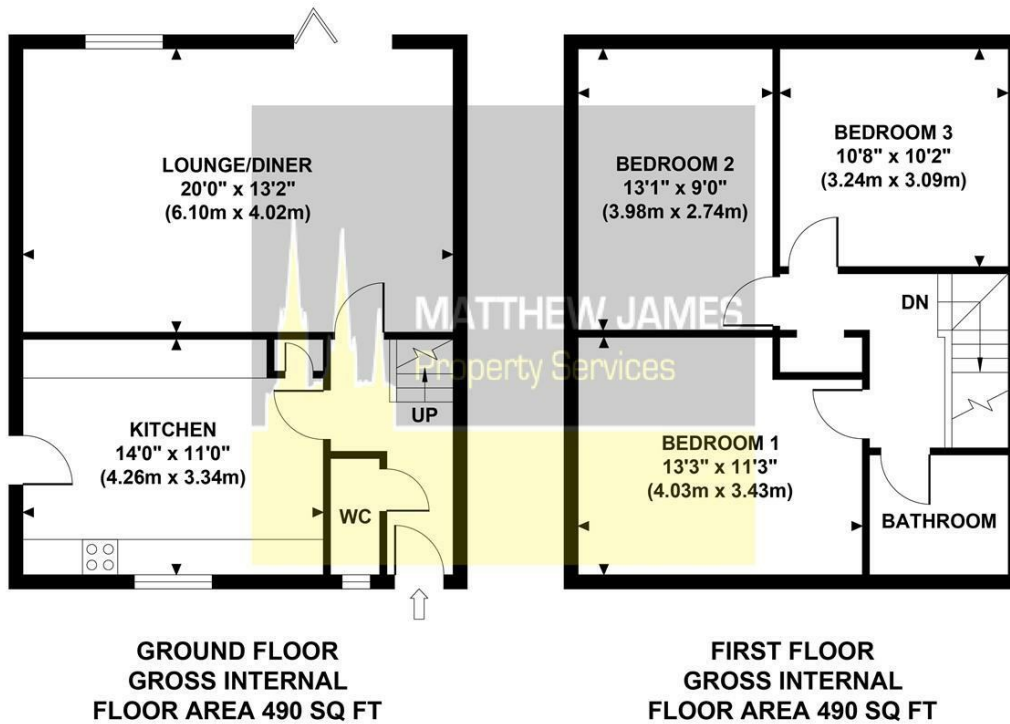 LOUNGE/DINER
20'0" x 13'2"
(6.10m x 4.02m)
KITCHEN
14'0" x 11'0"
(4.26m x 3.34m)
UP
WC
GROUND FLOOR
GROSS INTERNAL
FLOOR AREA 490 SQ FT
BEDROOM 2
13'1" x 9'0"
(3.98m x 2.74m)
BEDROOM 3
10'8" x 10'2"
(3.24m x 3.09m)
DN
BEDROOM 1
13'3" x 11'3"
(4.03m x 3.43m)
BATHROOM
FIRST FLOOR
GROSS INTERNAL
FLOOR AREA 490 SQ FT
MATTHEW JAMES
Property Services